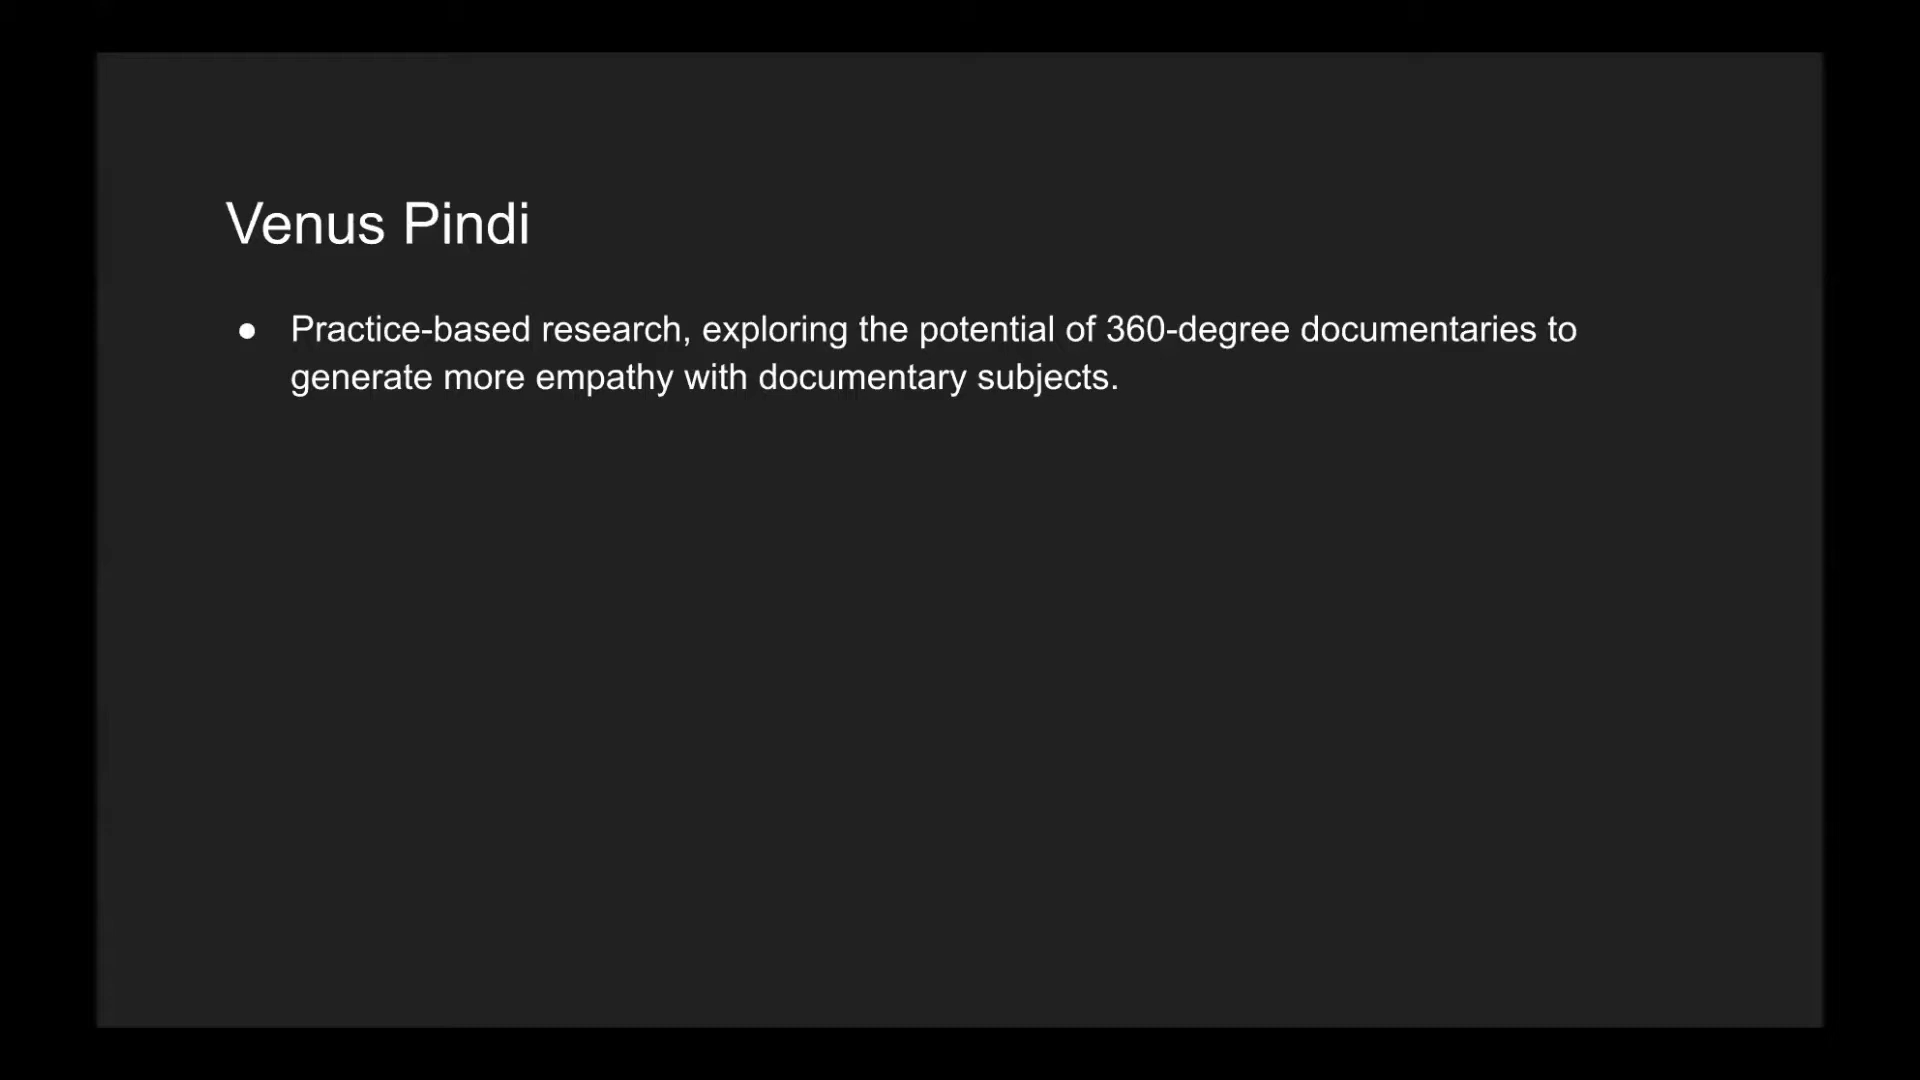 Venus Pindi
● Practice-based research, exploring the potential of 360-degree documentaries to
generate more empathy with documentary subjects.